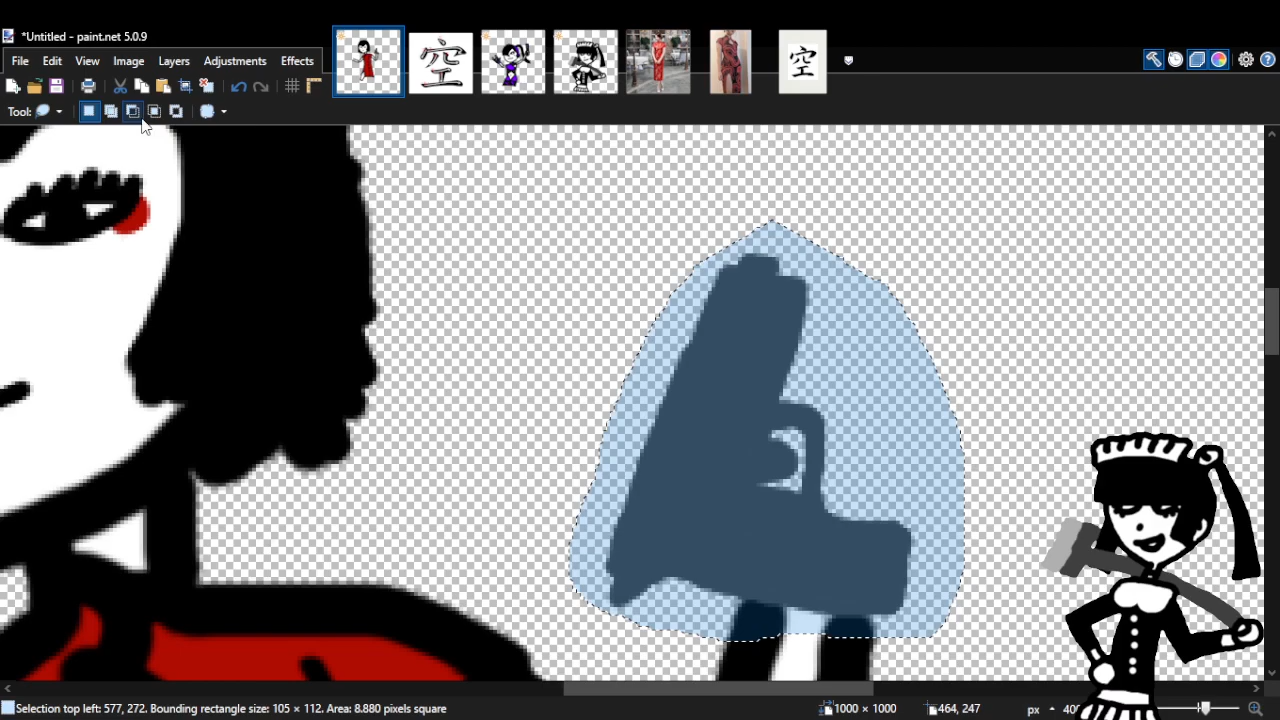 *Untitled - paint.net 5.0.9
File Edit View Image Layers Adjustments Effects
空
空
Tool:
Selection top left: 577, 272. Bounding rectangle size: 105 × 112. Area: 8.880 pixels square
1000 × 1000
464, 247
px